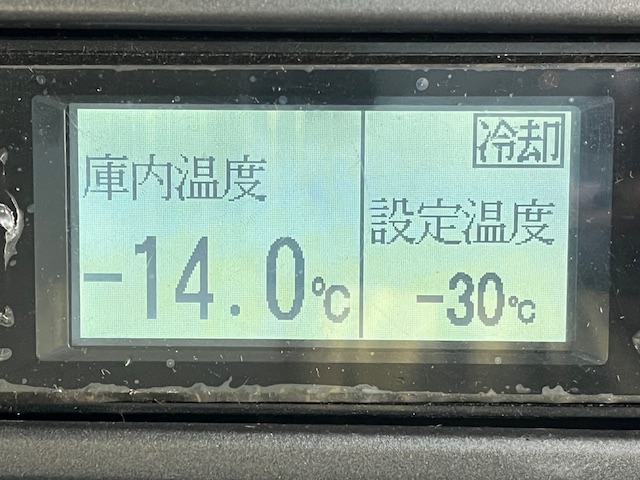 庫内温度
-14.0℃
冷却
設定温度
-30℃